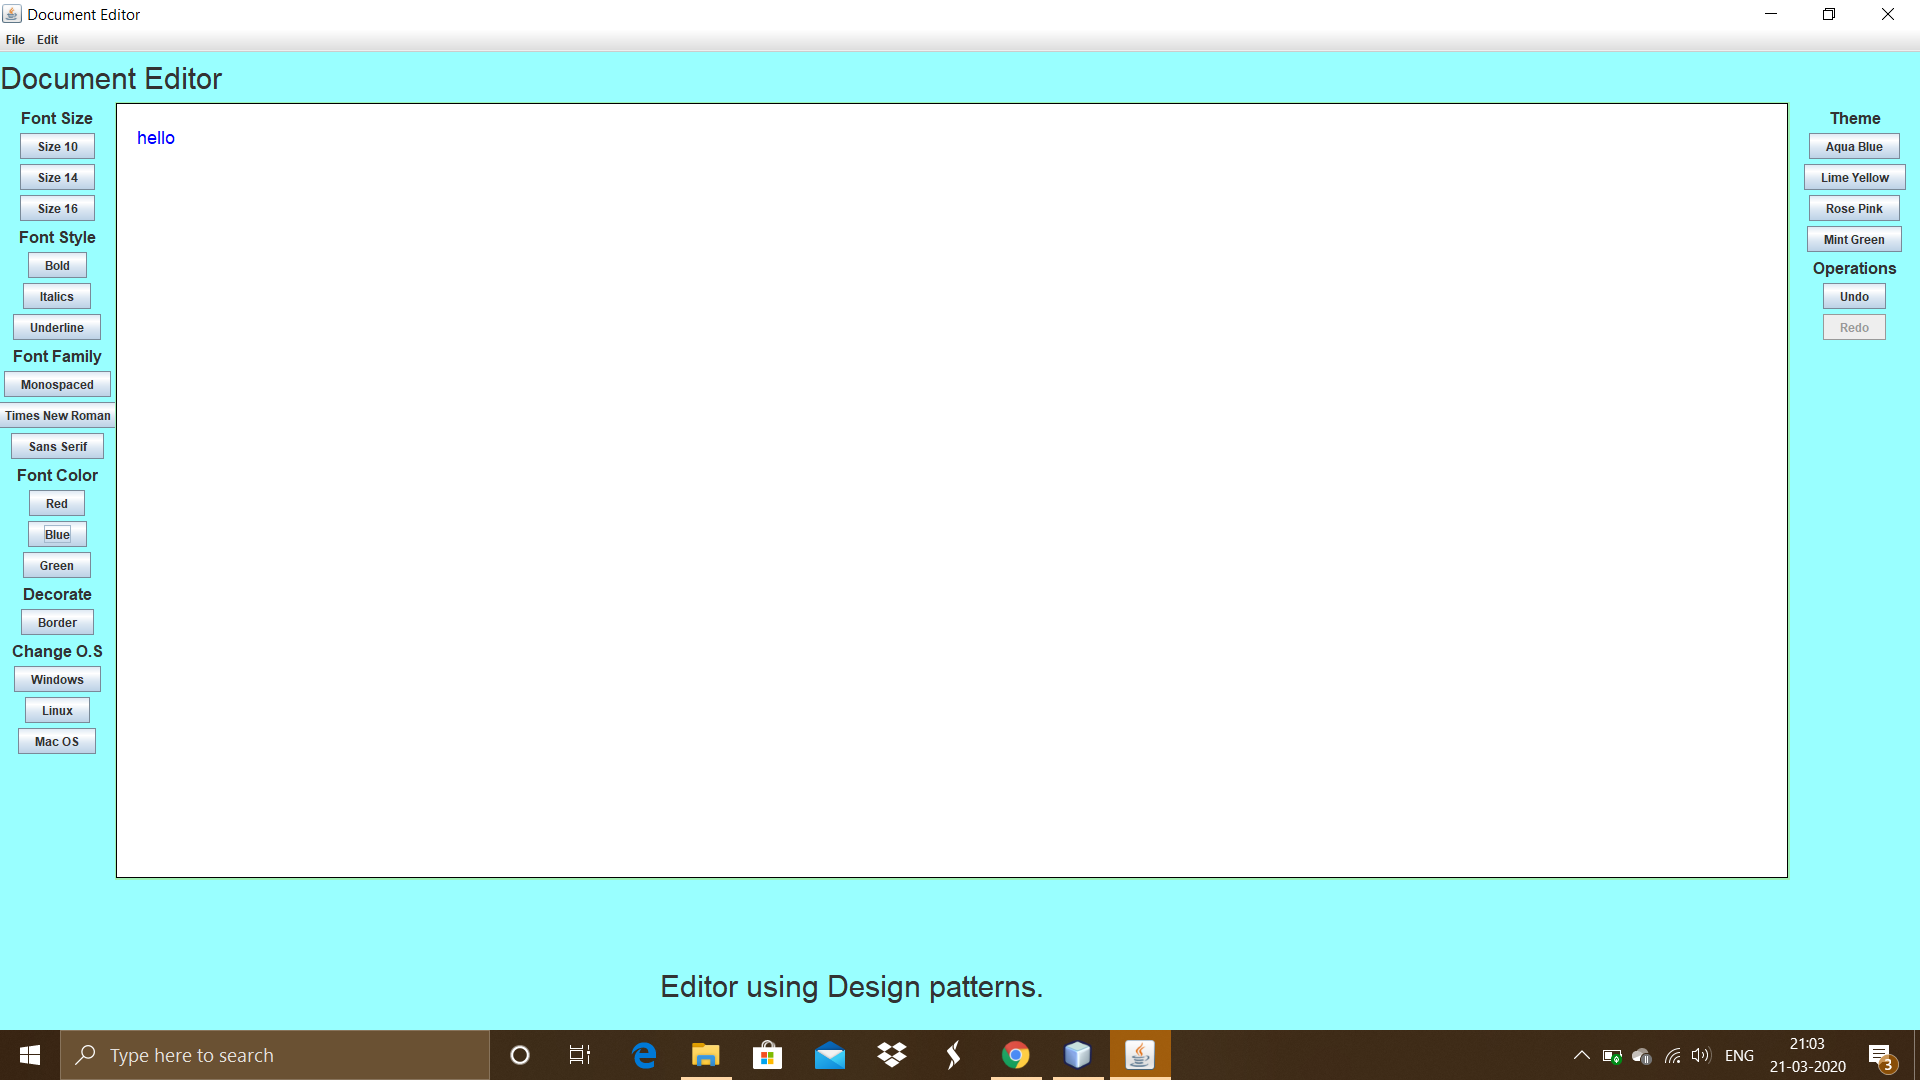 Document Editor
File Edit
Document Editor
Font Size
Size 10
Size 14
Size 16
Font Style
Bold
Italics
Underline
Font Family
Monospaced
Times New Roman
Sans Serif
Font Color
Red
Blue
Green
Decorate
Border
Change O.S
Windows
Linux
Mac OS
hello
Theme
Aqua Blue
Lime Yellow
Rose Pink
Mint Green
Operations
Undo
Redo
Editor using Design patterns.
Type here to search
ENG
21:03
21-03-2020
3